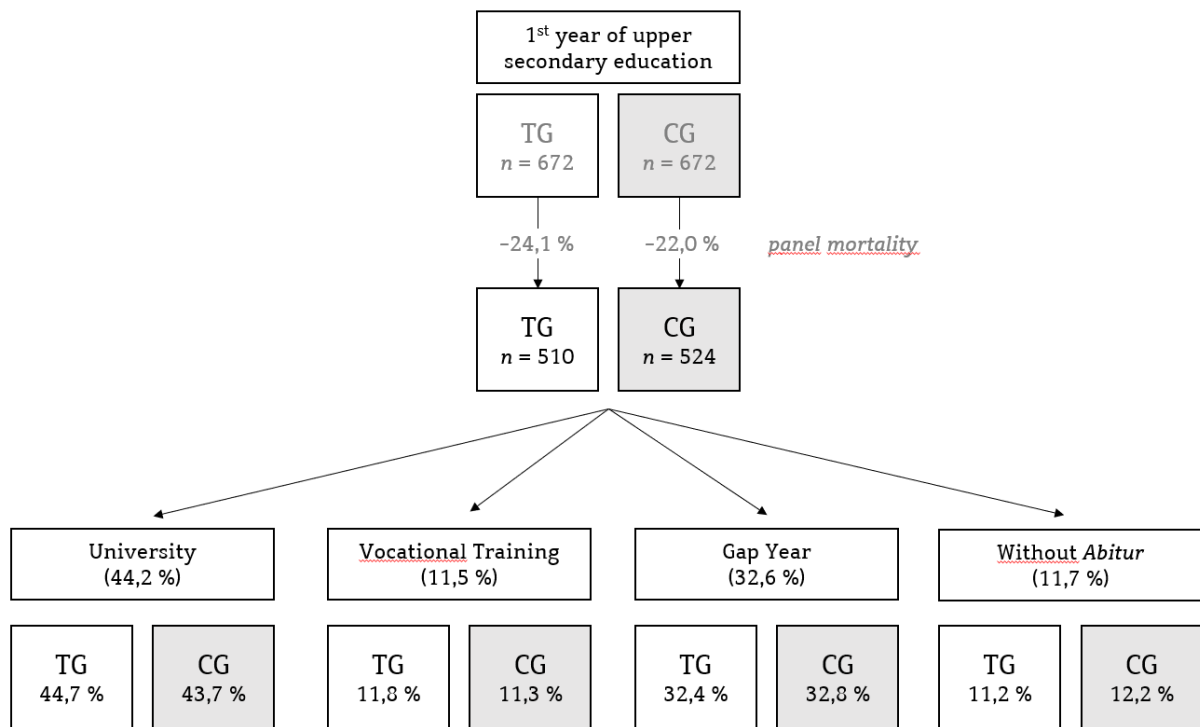 1st year of upper
secondary education
TG
n = 672
CG
n = 672
-24,1 %
-22,0 %
panel mortality
TG
n = 510
CG
n = 524
University
(44,2 %)
Vocational Training
(11,5 %)
Gap Year
(32,6 %)
Without Abitur
(11,7 %)
TG
44,7 %
CG
43,7 %
TG
11,8 %
CG
11,3 %
TG
32,4 %
CG
32,8 %
TG
11,2 %
CG
12,2 %